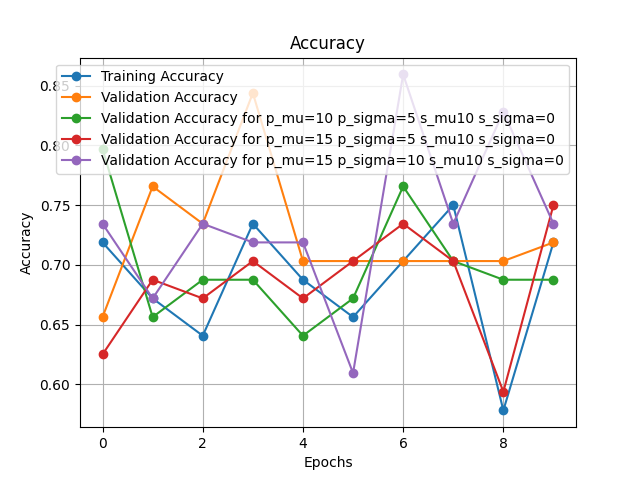 Accuracy
Training Accuracy
Validation Accuracy
Validation Accuracy for p_mu=10 p_sigma=5 s_mu10 s_sigma=0
Validation Accuracy for p_mu=15 p_sigma=5 s_mu10 s_sigma=0
Validation Accuracy for p_mu=15 p_sigma=10 s_mu10 s_sigma=0
0.85
0.80
0.75
0.70
0.65
0.60
Accuracy
0 2 4 6 8
Epochs